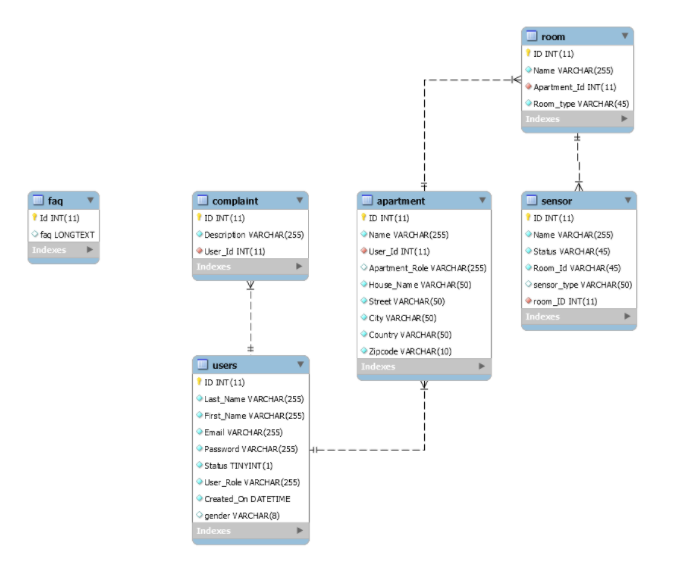 room
ID INT(11)
Name VARCHAR(255)
Apartment_Id INT(11)
Room_type VARCHAR(45)
Indexes
faq
Id INT(11)
faq LONGTEXT
Indexes
complaint
ID INT(11)
Description VARCHAR(255)
User_Id INT(11)
Indexes
apartment
ID INT(11)
Name VARCHAR(255)
User_Id INT(11)
Apartment_Role VARCHAR(255)
House_Name VARCHAR(50)
Street VARCHAR(50)
City VARCHAR(50)
Country VARCHAR(50)
Zipcode VARCHAR(10)
Indexes
sensor
ID INT(11)
Name VARCHAR(255)
Status VARCHAR(45)
Room_Id VARCHAR(45)
sensor_type VARCHAR(50)
room_ID INT(11)
Indexes
users
ID INT(11)
Last_Name VARCHAR(255)
First_Name VARCHAR(255)
Email VARCHAR(255)
Password VARCHAR(255)
Status TINYINT(1)
User_Role VARCHAR(255)
Created_On DATETIME
gender VARCHAR(8)
Indexes